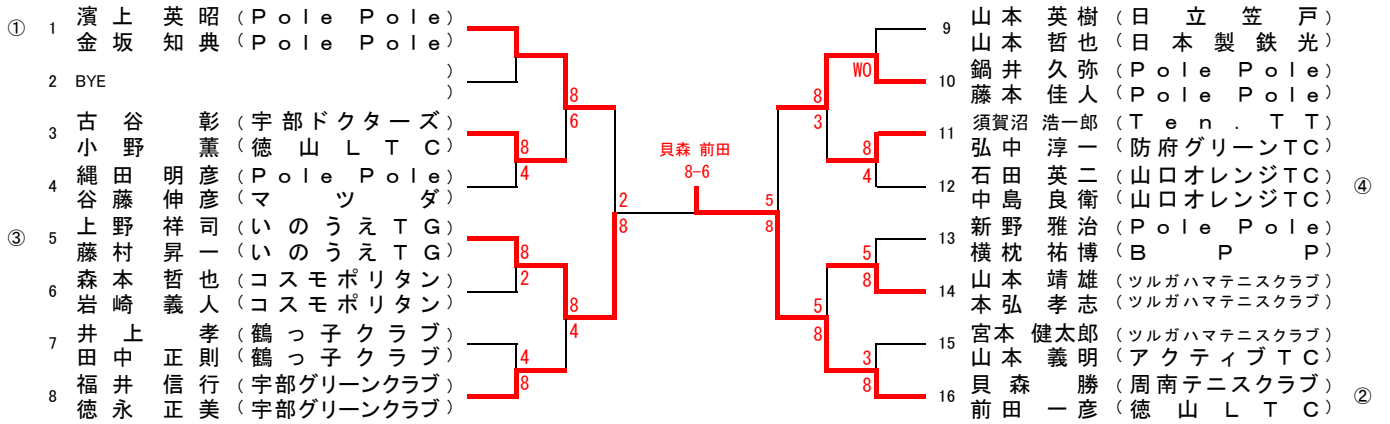 ① 1 濱上 英昭 (Pole Pole)
金坂 知典 (Pole Pole)
2 BYE )
)
3 古谷 彰 (宇部ドクターズ)
小野 薫 (徳山LTC)
4 縄田 明彦 (Pole Pole)
谷藤 伸彦 (マツダ)
③ 5 上野 祥司 (いのうえTG)
藤村 昇一 (いのうえTG)
6 森本 哲也 (コスモポリタン)
岩崎 義人 (コスモポリタン)
7 井上 孝 (鶴っ子クラブ)
田中 正則 (鶴っ子クラブ)
8 福井 信行 (宇部グリーンクラブ)
徳永 正美 (宇部グリーンクラブ)
8
6
8
4
2
8
8
2
8
4
4
8
貝森 前田
8-6
WO
8
3
8
4
5
8
5
8
5
8
3
8
9 山本 英樹 (日立笠戸)
山本 哲也 (日本製鉄光)
10 鍋井 久弥 (Pole Pole)
藤本 佳人 (Pole Pole)
11 須賀沼 浩一郎 (Ten.TT)
弘中 淳一 (防府グリーンTC)
12 石田 英二 (山口オレンジTC) ④
中島 良衛 (山口オレンジTC)
13 新野 雅治 (Pole Pole)
横枕 祐博 (BPP)
14 山本 靖雄 (ツルガハマテニスクラブ)
本弘 孝志 (ツルガハマテニスクラブ)
15 宮本 健太郎 (ツルガハマテニスクラブ)
山本 義明 (アクティブTC)
16 貝森 勝 (周南テニスクラブ) ②
前田 一彦 (徳山LTC)